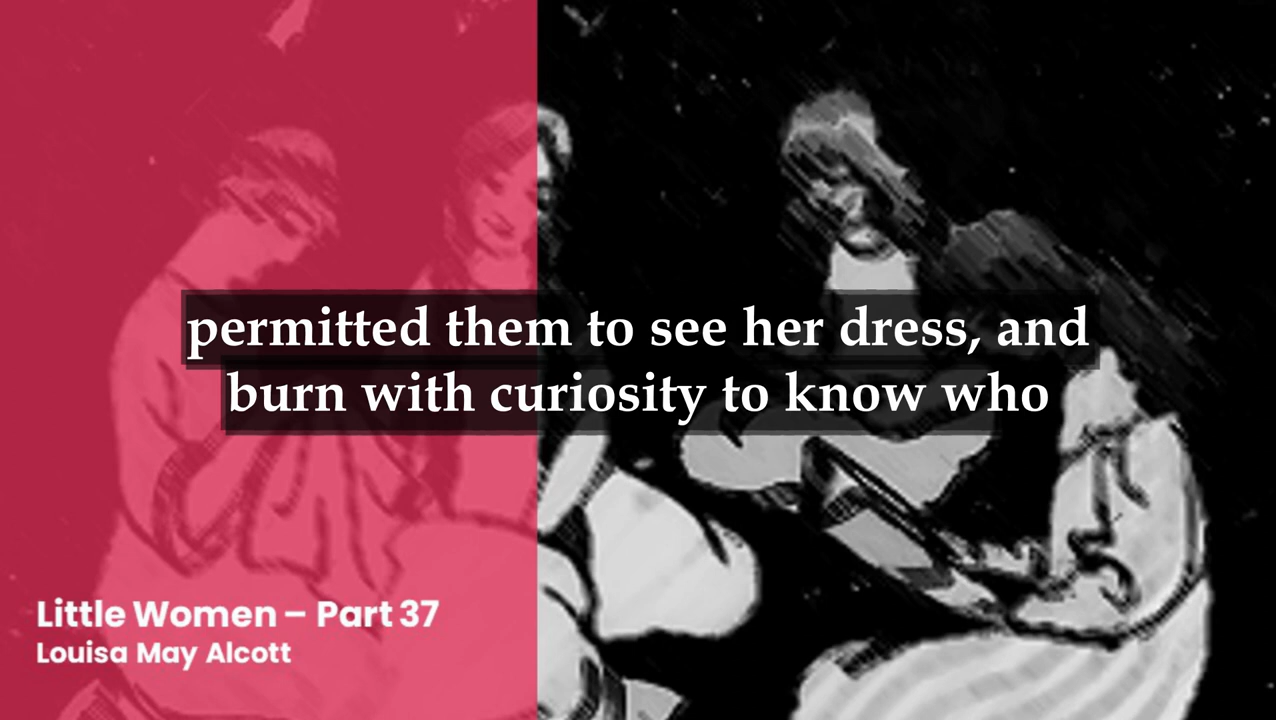 permitted them to see her dress, and
burn with curiosity to know who
Little Women – Part 37
Louisa May Alcott